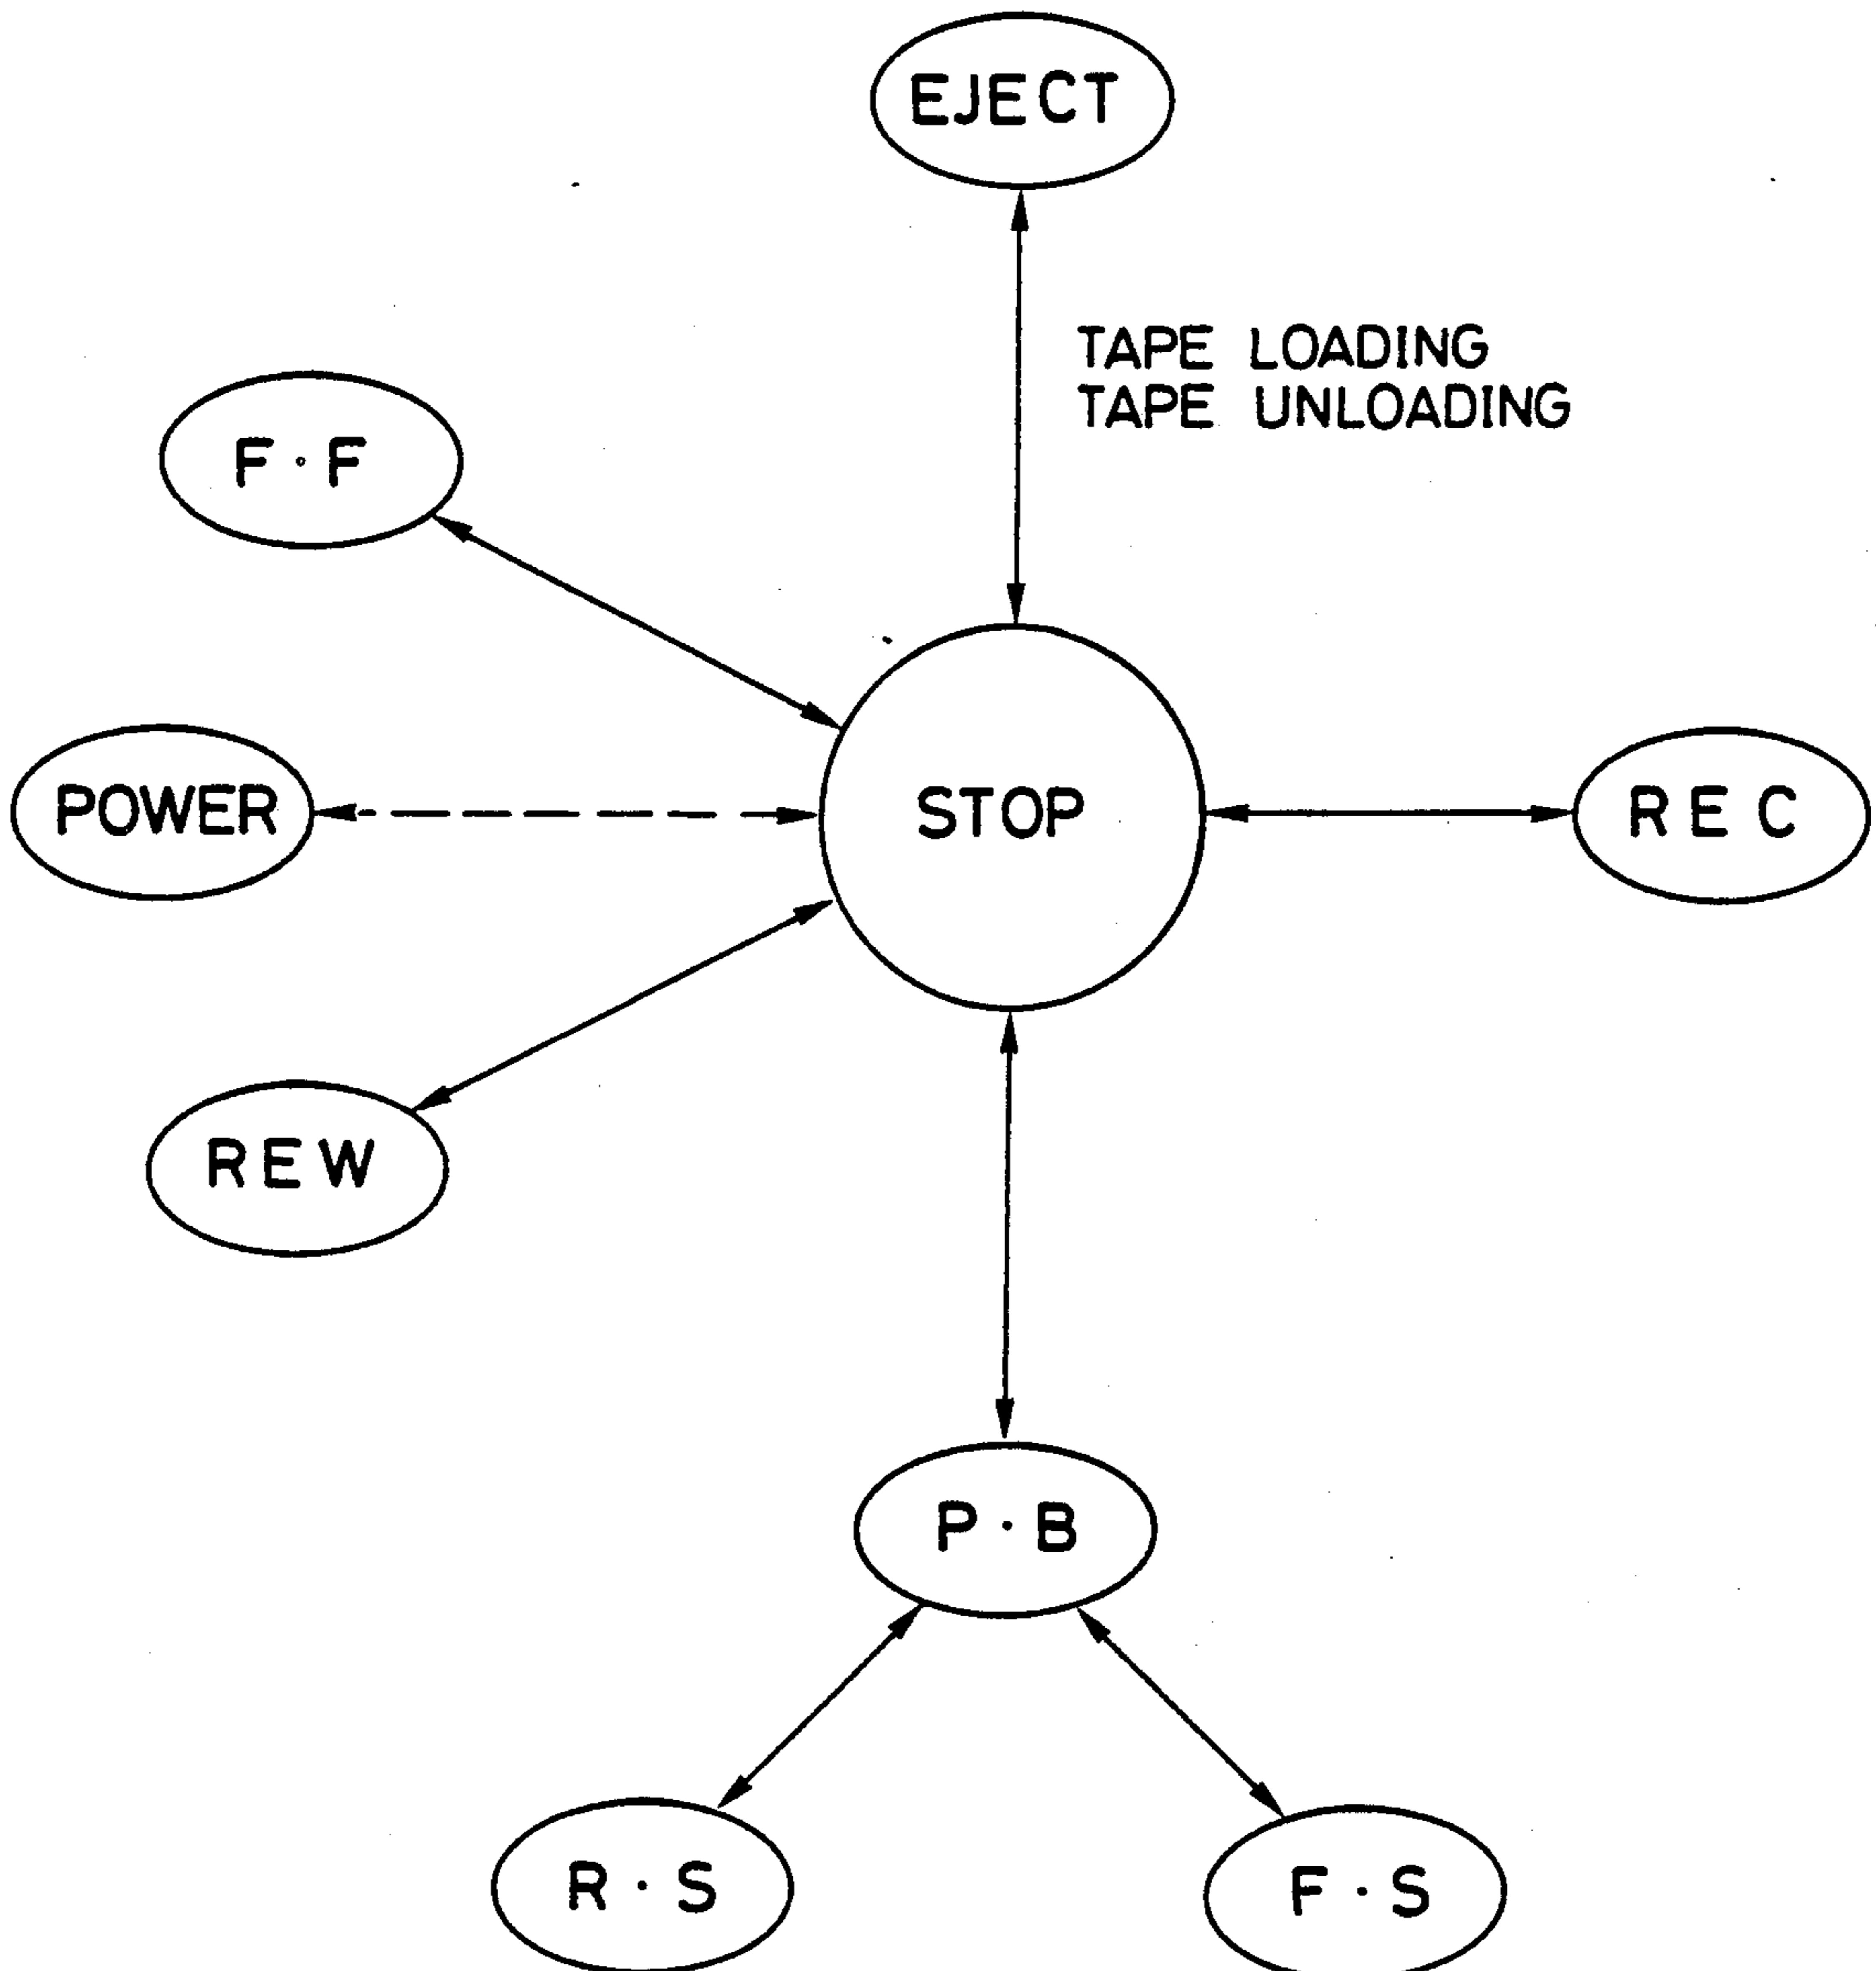 EJECT
TAPE LOADING
TAPE UNLOADING
F·F
POWER
STOP
REC
REW
P·B
R·S
F·S